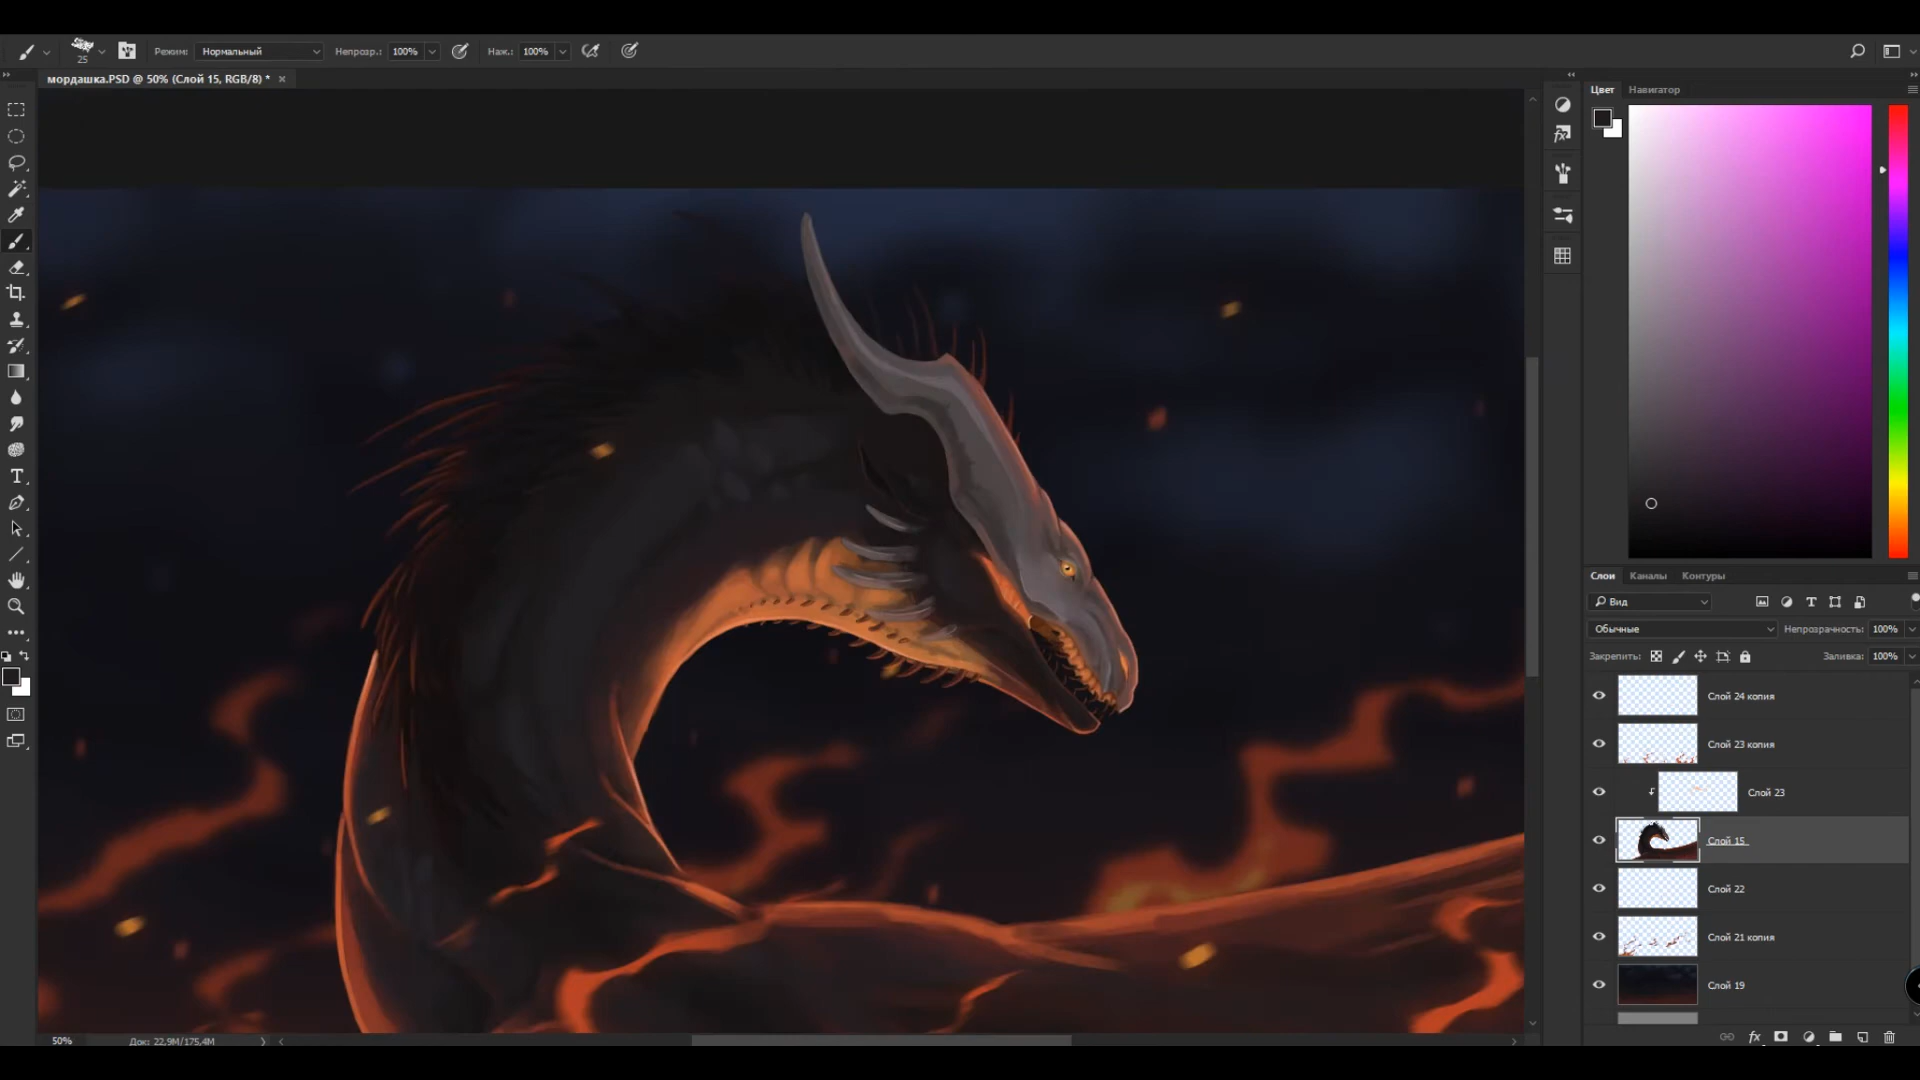 25
Режим: Нормальный Непрозр.: 100% Наж.: 100%
мордашка.PSD @ 50% (Слой 15, RGB/8) * ×
Цвет Навигатор
Слои Каналы Контуры
Вид
Обычные Непрозрачность: 100%
Закрепить: Заливка: 100%
Слой 24 копия
Слой 23 копия
Слой 23
Слой 15
Слой 22
Слой 21 копия
Слой 19
50% Док: 22,9M/175,4M